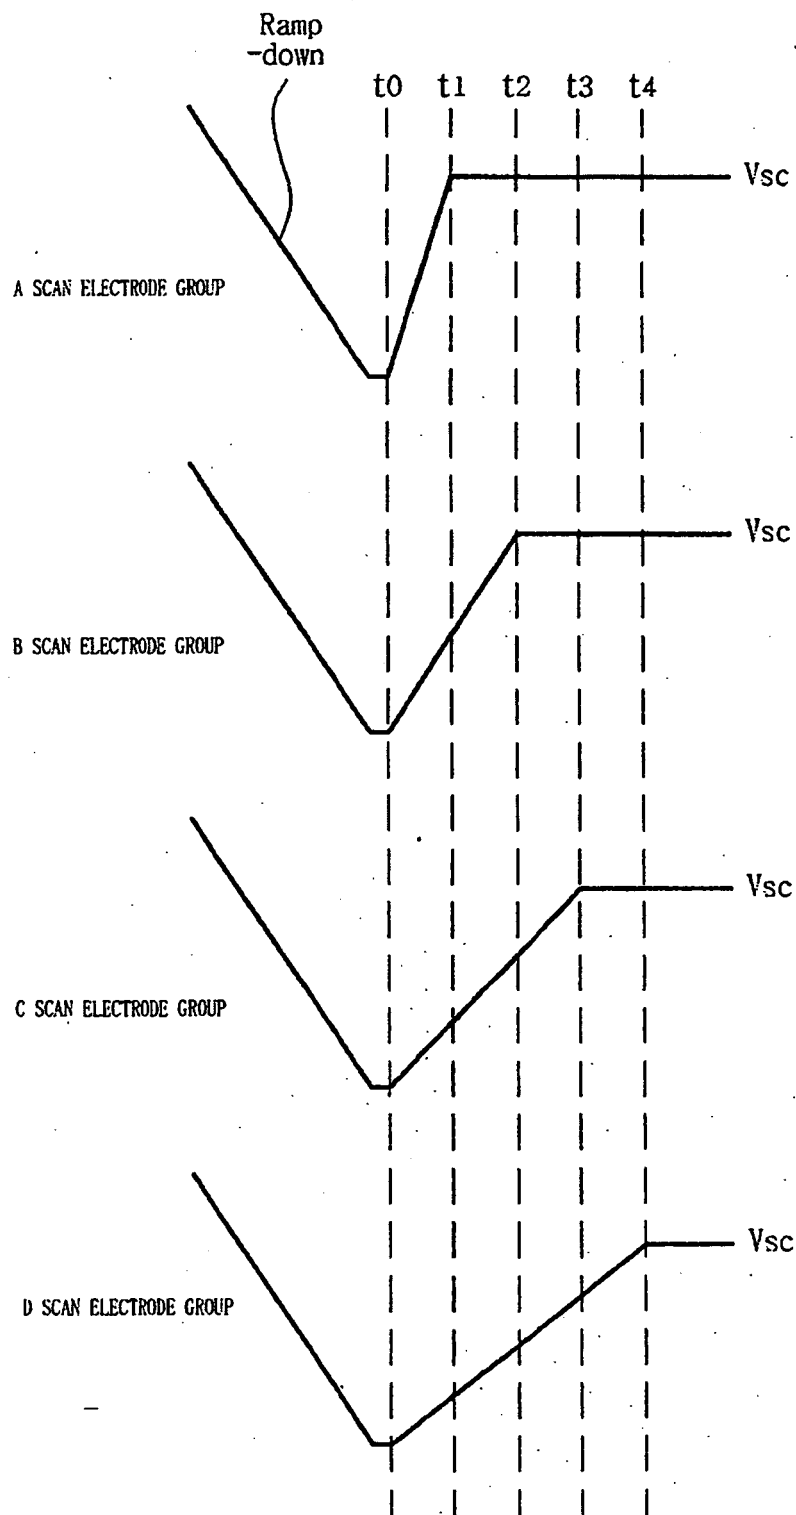 Ramp
-down
t0 t1 t2 t3 t4
Vsc
A SCAN ELECTRODE GROUP
Vsc
B SCAN ELECTRODE GROUP
Vsc
C SCAN ELECTRODE GROUP
Vsc
D SCAN ELECTRODE GROUP